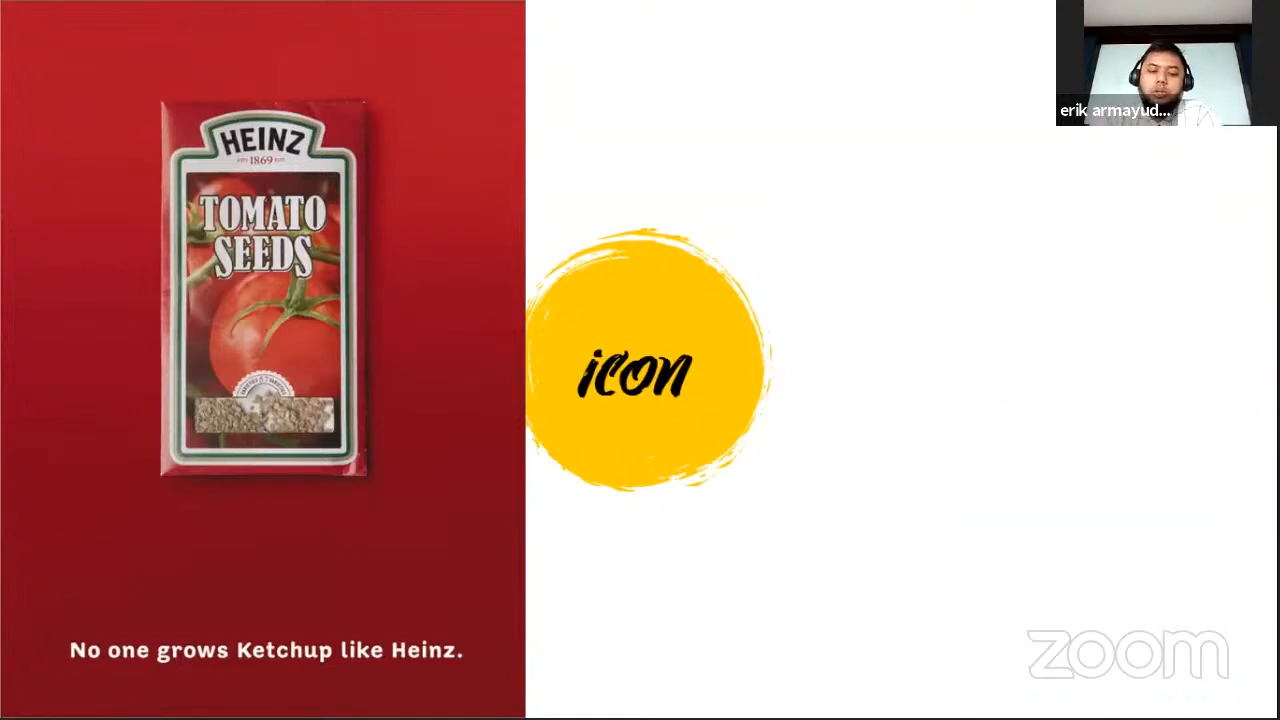 HEINZ
1869
TOMATO
SEEDS
No one grows Ketchup like Heinz.
icon
erik armayud...
zoom